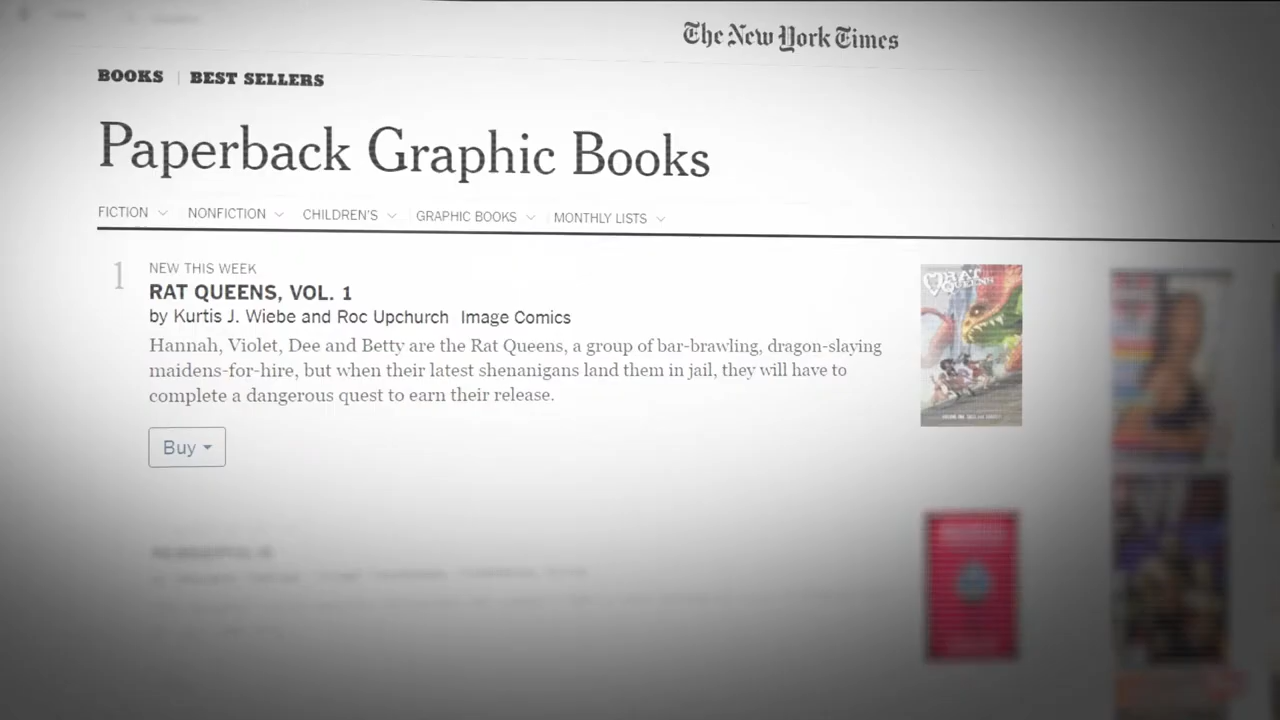 The New York Times
BOOKS | BEST SELLERS
Paperback Graphic Books
FICTION NONFICTION CHILDREN'S GRAPHIC BOOKS MONTHLY LISTS
1 NEW THIS WEEK
RAT QUEENS, VOL. 1
by Kurtis J. Wiebe and Roc Upchurch Image Comics
Hannah, Violet, Dee and Betty are the Rat Queens, a group of bar-brawling, dragon-slaying
maidens-for-hire, but when their latest shenanigans land them in jail, they will have to
complete a dangerous quest to earn their release.
Buy
RAT
QUEENS